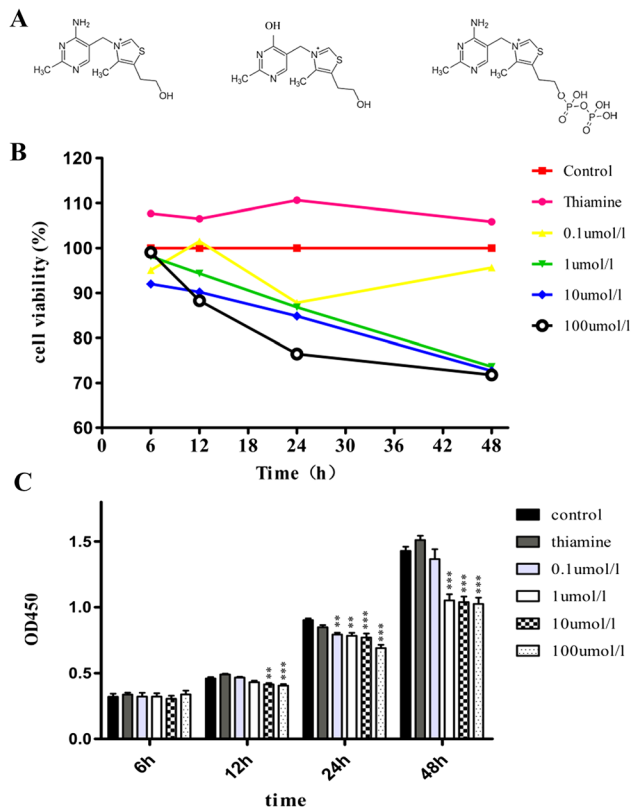 A
NH₂
N
N⁺
S
N
CH₃
H₃C
OH
OH
N
N⁺
S
N
CH₃
H₃C
OH
NH₂
N
N⁺
S
N
CH₃
H₃C
O
OH
P
O
O
OH
P
OH
O
B
120
110
100
90
80
70
60
cell viability (%)
0
6
12
18
24
30
36
42
48
Time (h)
Control
Thiamine
0.1umol/l
1umol/l
10umol/l
100umol/l
C
1.5
1.0
0.5
0.0
OD450
**
***
**
**
***
***
***
***
***
6h
12h
24h
48h
time
control
thiamine
0.1umol/l
1umol/l
10umol/l
100umol/l